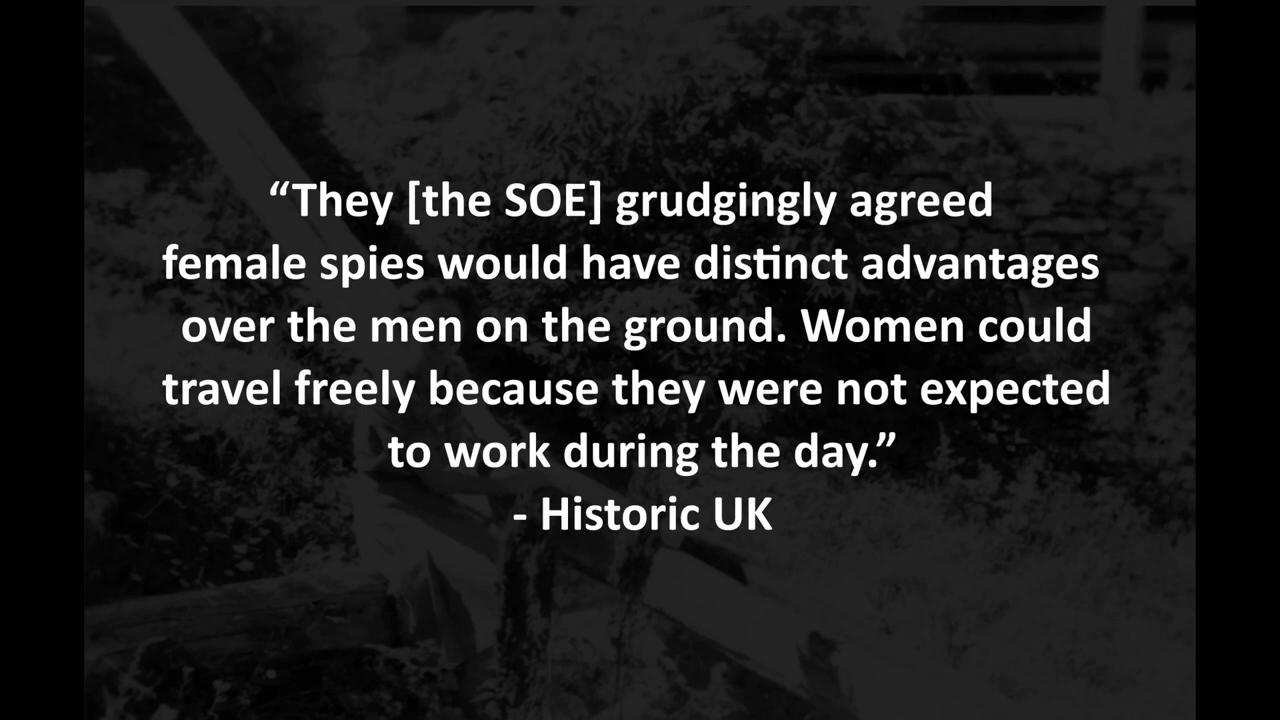 “They [the SOE] grudgingly agreed
female spies would have distinct advantages
over the men on the ground. Women could
travel freely because they were not expected
to work during the day.”
- Historic UK